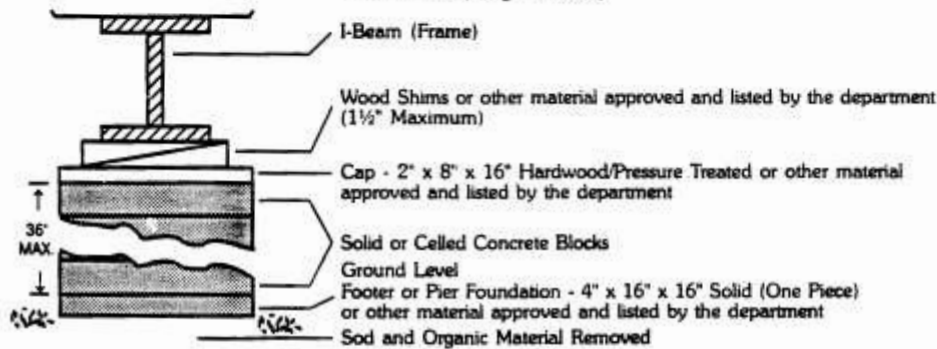 I-Beam (Frame)
Wood Shims or other material approved and listed by the department
(1½" Maximum)
Cap - 2" x 8" x 16" Hardwood/Pressure Treated or other material
approved and listed by the department
36"
MAX.
Solid or Celled Concrete Blocks
Ground Level
Footer or Pier Foundation - 4" x 16" x 16" Solid (One Piece)
or other material approved and listed by the department
Sod and Organic Material Removed